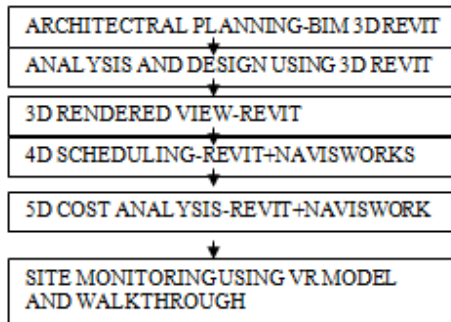 ARCHITECTRAL PLANNING-BIM 3D REVIT
ANALYSIS AND DESIGN USING 3D REVIT
3D RENDERED VIEW-REVIT
4D SCHEDULING-REVIT+NAVISWORKS
5D COST ANALYSIS-REVIT+NAVISWORK
SITE MONITORING USING VR MODEL
AND WALKTHROUGH